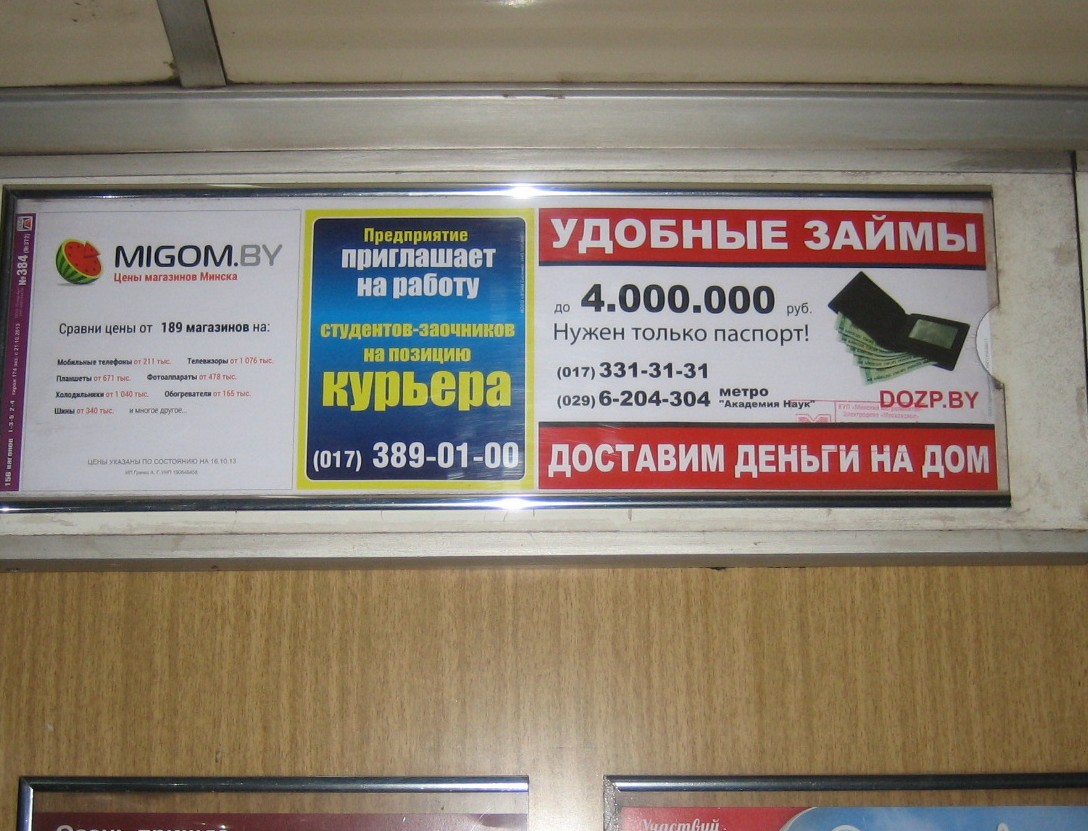 №384
MIGOM.BY
Цены магазинов Минска
Сравни цены от 189 магазинов на:
Мобильные телефоны от 211 тыс. Телевизоры от 1 076 тыс.
Планшеты от 671 тыс. Фотоаппараты от 478 тыс.
Холодильники от 1 040 тыс. Обогреватели от 166 тыс.
Шины от 340 тыс. и многое другое...
ЦЕНЫ УКАЗАНЫ ПО СОСТОЯНИЮ НА 16.10.13
Предприятие
приглашает
на работу
студентов-заочников
на позицию
курьера
(017) 389-01-00
УДОБНЫЕ ЗАЙМЫ
до 4.000.000 руб.
Нужен только паспорт!
(017) 331-31-31
(029) 6-204-304 метро
"Академия Наук"
DOZP.BY
ДОСТАВИМ ДЕНЬГИ НА ДОМ
Участвуй